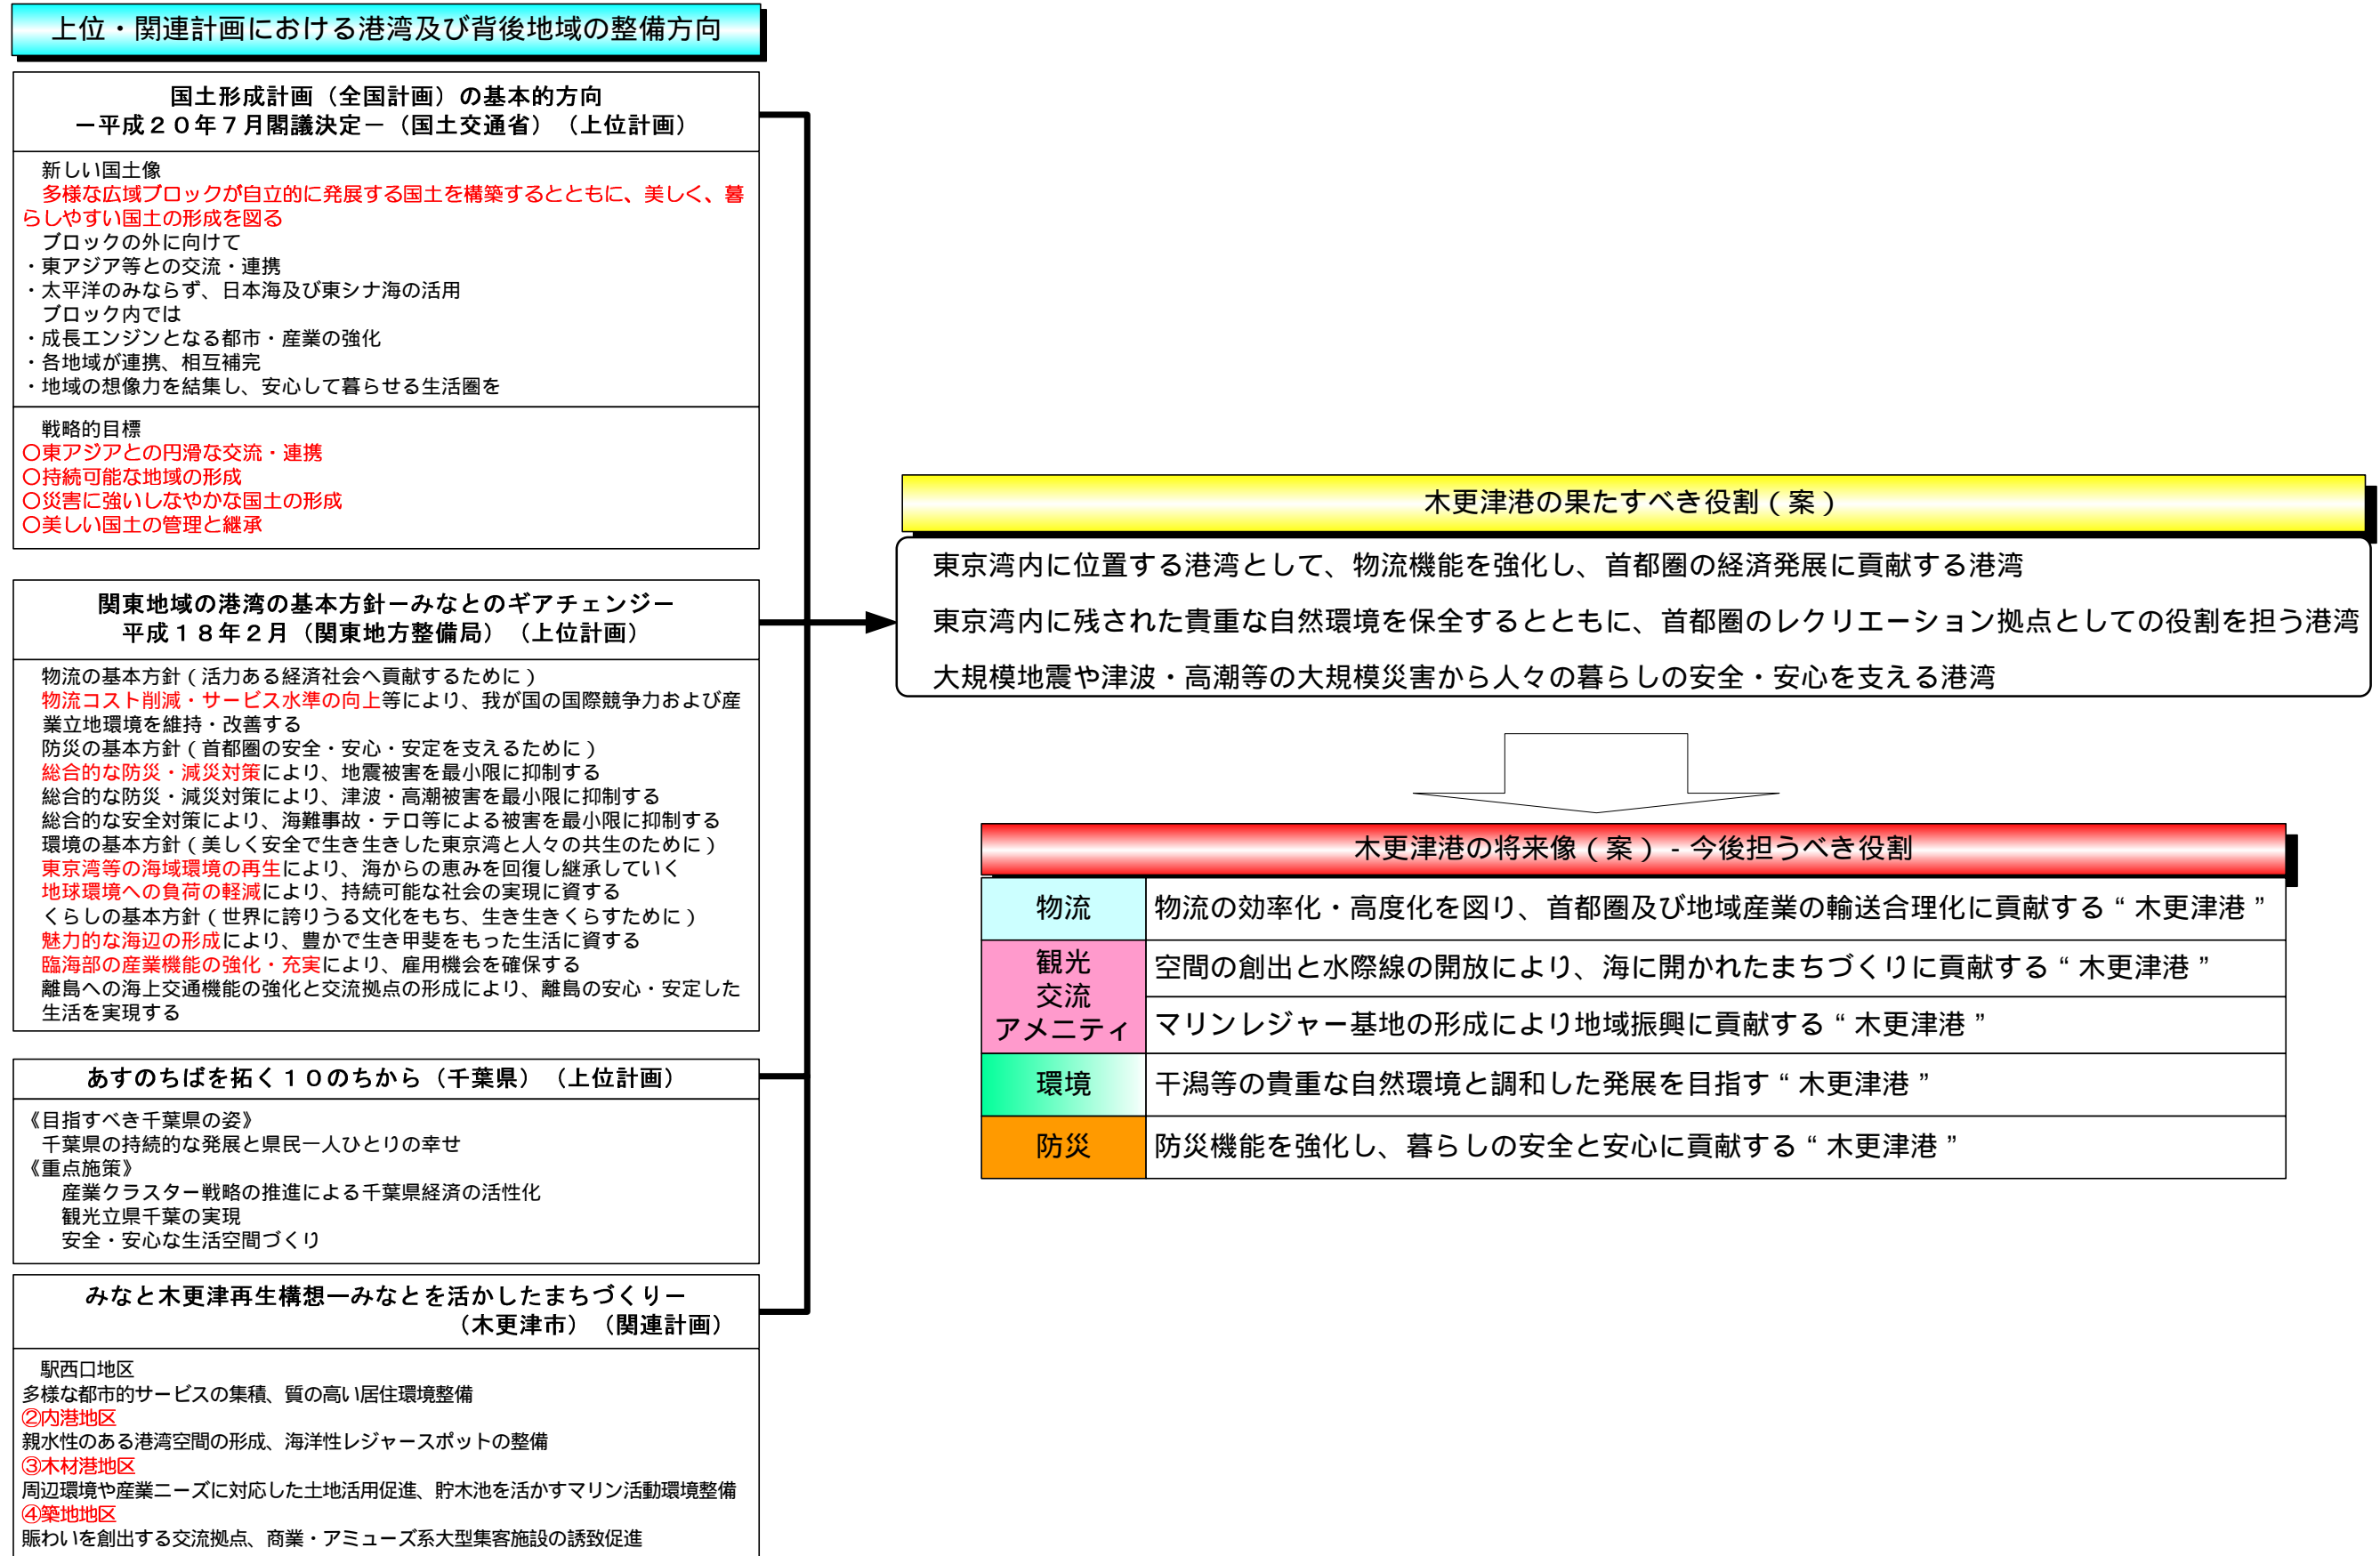 上位・関連計画における港湾及び背後地域の整備方向
国土形成計画（全国計画）の基本的方向
－平成２０年７月閣議決定－（国土交通省）（上位計画）
新しい国土像
多様な広域ブロックが自立的に発展する国土を構築するとともに、美しく、暮
らしやすい国土の形成を図る
ブロックの外に向けて
・東アジア等との交流・連携
・太平洋のみならず、日本海及び東シナ海の活用
ブロック内では
・成長エンジンとなる都市・産業の強化
・各地域が連携、相互補完
・地域の想像力を結集し、安心して暮らせる生活圏を
戦略的目標
〇東アジアとの円滑な交流・連携
〇持続可能な地域の形成
〇災害に強いしなやかな国土の形成
〇美しい国土の管理と継承
関東地域の港湾の基本方針－みなとのギアチェンジ－
平成１８年２月（関東地方整備局）（上位計画）
物流の基本方針（活力ある経済社会へ貢献するために）
物流コスト削減・サービス水準の向上等により、我が国の国際競争力および産
業立地環境を維持・改善する
防災の基本方針（首都圏の安全・安心・安定を支えるために）
総合的な防災・減災対策により、地震被害を最小限に抑制する
総合的な防災・減災対策により、津波・高潮被害を最小限に抑制する
総合的な安全対策により、海難事故・テロ等による被害を最小限に抑制する
環境の基本方針（美しく安全で生き生きした東京湾と人々の共生のために）
東京湾等の海域環境の再生により、海からの恵みを回復し継承していく
地球環境への負荷の軽減により、持続可能な社会の実現に資する
くらしの基本方針（世界に誇りうる文化をもち、生き生きくらすために）
魅力的な海辺の形成により、豊かで生き甲斐をもった生活に資する
臨海部の産業機能の強化・充実により、雇用機会を確保する
離島への海上交通機能の強化と交流拠点の形成により、離島の安心・安定した
生活を実現する
あすのちばを拓く１０のちから（千葉県）（上位計画）
《目指すべき千葉県の姿》
千葉県の持続的な発展と県民一人ひとりの幸せ
《重点施策》
産業クラスター戦略の推進による千葉県経済の活性化
観光立県千葉の実現
安全・安心な生活空間づくり
みなと木更津再生構想―みなとを活かしたまちづくり－
（木更津市）（関連計画）
駅西口地区
多様な都市的サービスの集積、質の高い居住環境整備
②内港地区
親水性のある港湾空間の形成、海洋性レジャースポットの整備
③木材港地区
周辺環境や産業ニーズに対応した土地活用促進、貯木池を活かすマリン活動環境整備
④築地地区
賑わいを創出する交流拠点、商業・アミューズ系大型集客施設の誘致促進
木更津港の果たすべき役割（案）
東京湾内に位置する港湾として、物流機能を強化し、首都圏の経済発展に貢献する港湾
東京湾内に残された貴重な自然環境を保全するとともに、首都圏のレクリエーション拠点としての役割を担う港湾
大規模地震や津波・高潮等の大規模災害から人々の暮らしの安全・安心を支える港湾
木更津港の将来像（案）-今後担うべき役割
物流
物流の効率化・高度化を図り、首都圏及び地域産業の輸送合理化に貢献する“木更津港”
観光
交流
アメニティ
空間の創出と水際線の開放により、海に開かれたまちづくりに貢献する“木更津港”
マリンレジャー基地の形成により地域振興に貢献する“木更津港”
環境
干潟等の貴重な自然環境と調和した発展を目指す“木更津港”
防災
防災機能を強化し、暮らしの安全と安心に貢献する“木更津港”